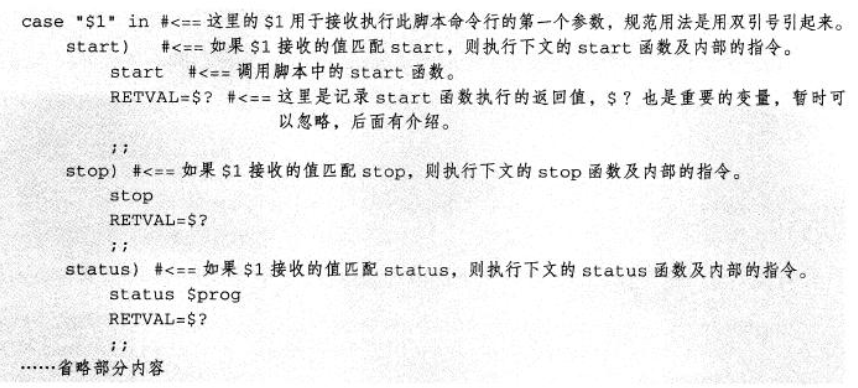 case "$1" in #<== 这里的 $1 用于接收执行此脚本命令行的第一个参数，规范用法是用双引号引起来。
start) #<== 如果 $1 接收的值匹配 start，则执行下文的 start 函数及内部的指令。
start #<== 调用脚本中的 start 函数。
RETVAL=$? #<== 这里是记录 start 函数执行的返回值，$？也是重要的变量，暂时可
以忽略，后面有介绍。
;;
stop) #<== 如果 $1 接收的值匹配 stop，则执行下文的 stop 函数及内部的指令。
stop
RETVAL=$?
;;
status) #<== 如果 $1 接收的值匹配 status，则执行下文的 status 函数及内部的指令。
status $prog
RETVAL=$?
;;
……省略部分内容